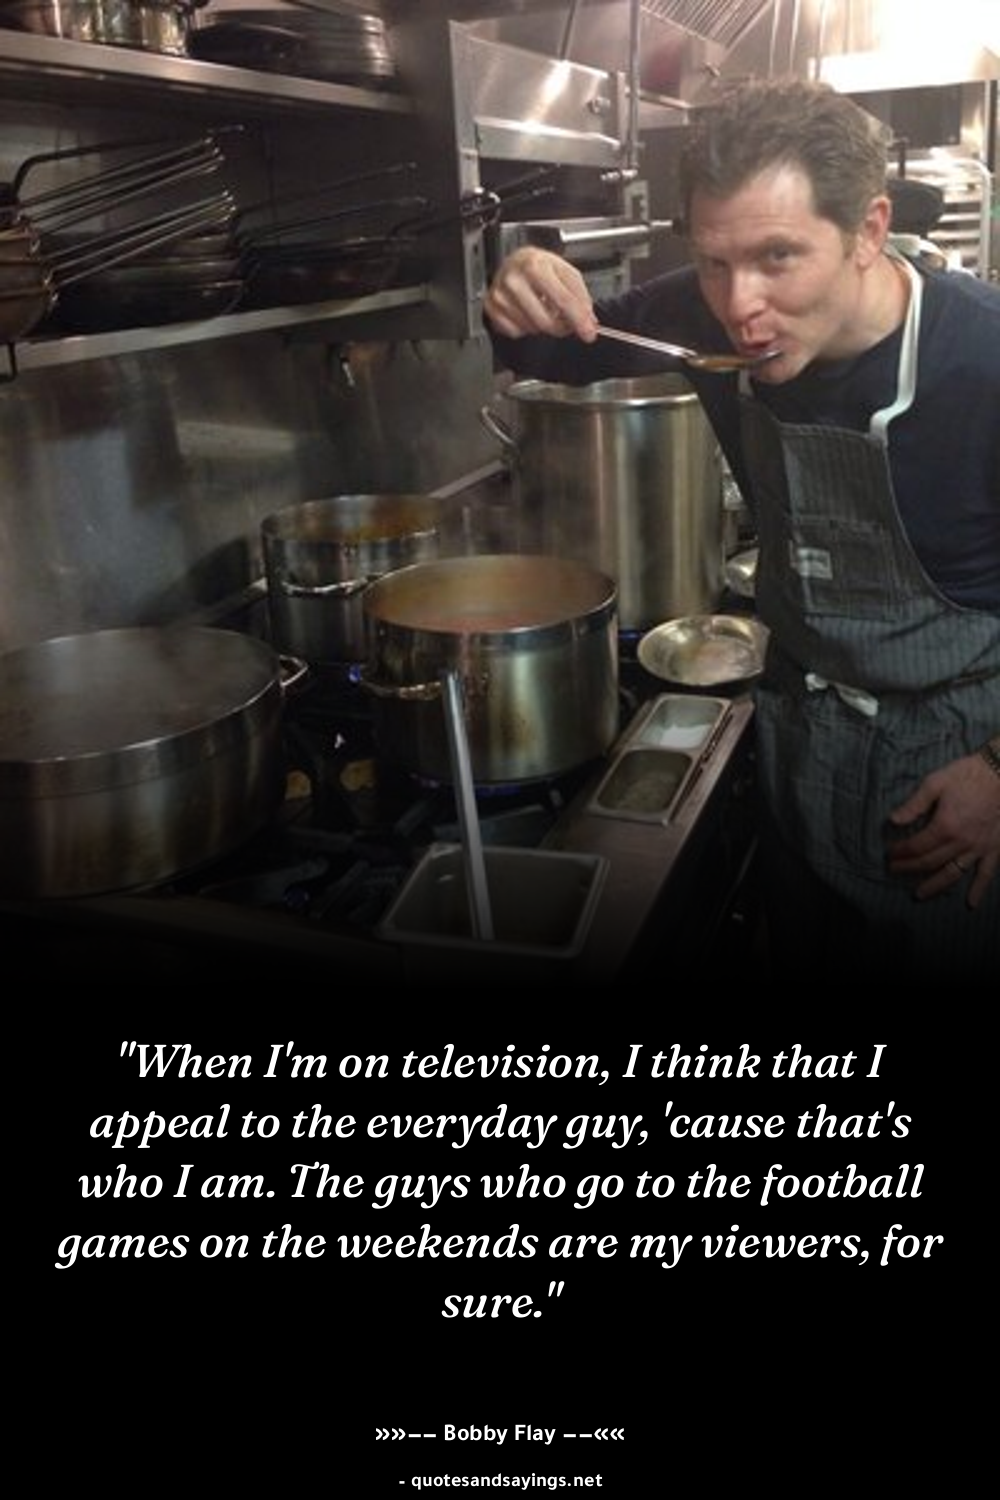 "When I'm on television, I think that I
appeal to the everyday guy, 'cause that's
who I am. The guys who go to the football
games on the weekends are my viewers, for
sure."
»»–– Bobby Flay ––««
- quotesandsayings.net